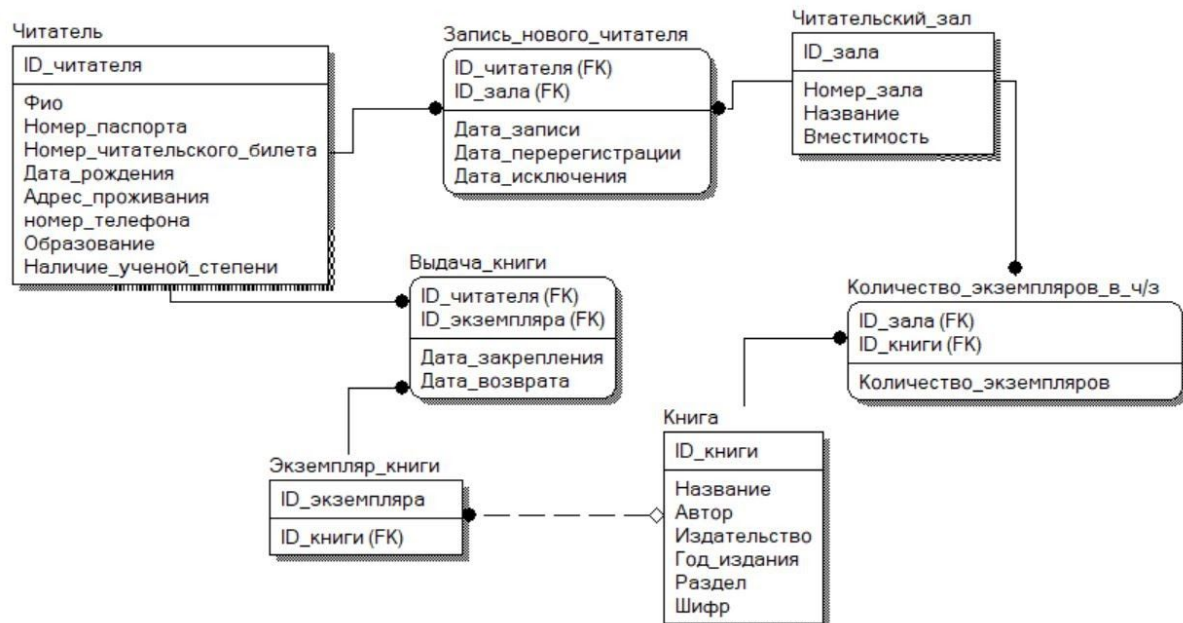 Читатель
ID_читателя
Фио
Номер_паспорта
Номер_читательского_билета
Дата_рождения
Адрес_проживания
номер_телефона
Образование
Наличие_ученой_степени
Запись_нового_читателя
ID_читателя (FK)
ID_зала (FK)
Дата_записи
Дата_перерегистрации
Дата_исключения
Читательский_зал
ID_зала
Номер_зала
Название
Вместимость
Выдача_книги
ID_читателя (FK)
ID_экземпляра (FK)
Дата_закрепления
Дата_возврата
Количество_экземпляров_в_ч/з
ID_зала (FK)
ID_книги (FK)
Количество_экземпляров
Экземпляр_книги
ID_экземпляра
ID_книги (FK)
Книга
ID_книги
Название
Автор
Издательство
Год_издания
Раздел
Шифр